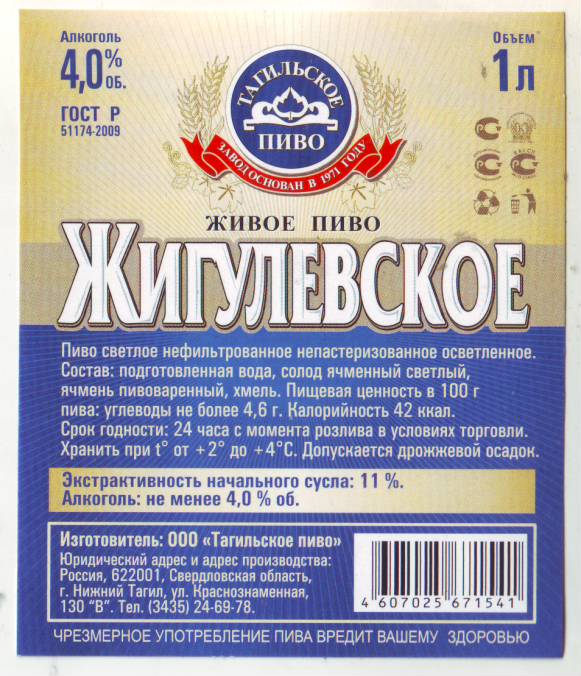 Алкоголь
4,0% ОБ.
ГОСТ Р
51174-2009
ТАГИЛЬСКОЕ
ПИВО
ЗАВОД ОСНОВАН В 1971 ГОДУ
Объем
1л
ЖИВОЕ ПИВО
ЖИГУЛЕВСКОЕ
Пиво светлое нефильтрованное непастеризованное осветленное.
Состав: подготовленная вода, солод ячменный светлый,
ячмень пивоваренный, хмель. Пищевая ценность в 100 г
пива: углеводы не более 4,6 г. Калорийность 42 ккал.
Срок годности: 24 часа с момента розлива в условиях торговли.
Хранить при t° от +2° до +4°С. Допускается дрожжевой осадок.
Экстрактивность начального сусла: 11 %.
Алкоголь: не менее 4,0 % об.
Изготовитель: ООО «Тагильское пиво»
Юридический адрес и адрес производства:
Россия, 622001, Свердловская область,
г. Нижний Тагил, ул. Краснознаменная,
130 "В". Тел. (3435) 24-69-78.
4 607025 671541
ЧРЕЗМЕРНОЕ УПОТРЕБЛЕНИЕ ПИВА ВРЕДИТ ВАШЕМУ ЗДОРОВЬЮ